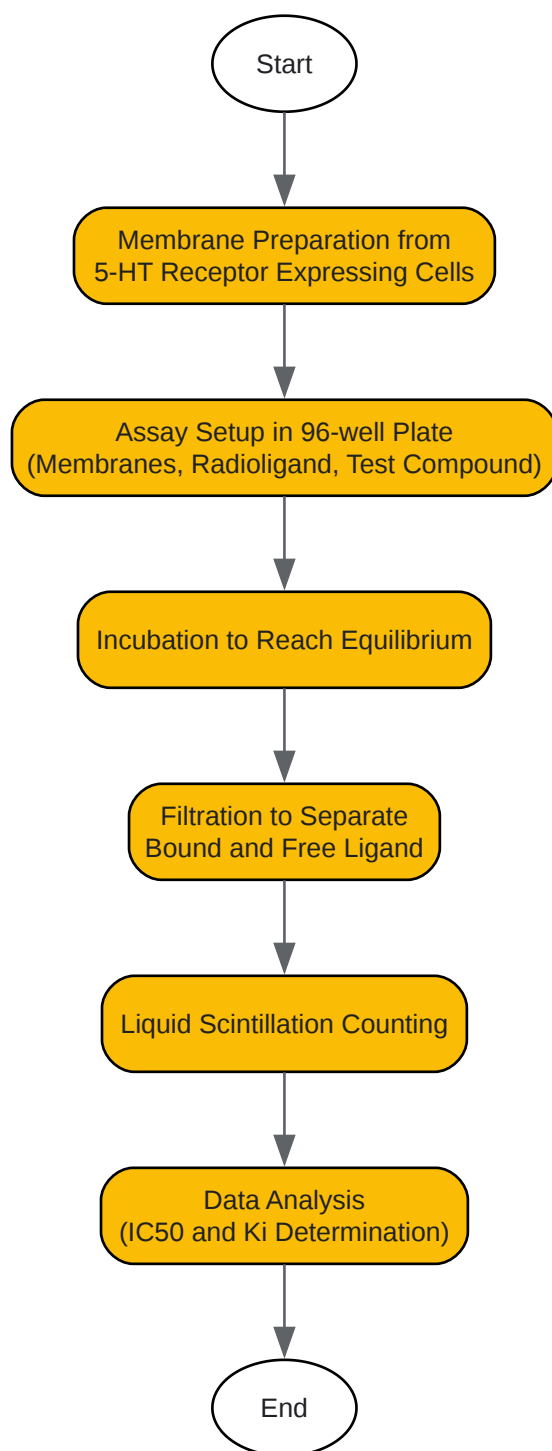 Start
Membrane Preparation from
5-HT Receptor Expressing Cells
Assay Setup in 96-well Plate
(Membranes, Radioligand, Test Compound)
Incubation to Reach Equilibrium
Filtration to Separate
Bound and Free Ligand
Liquid Scintillation Counting
Data Analysis
(IC50 and Ki Determination)
End